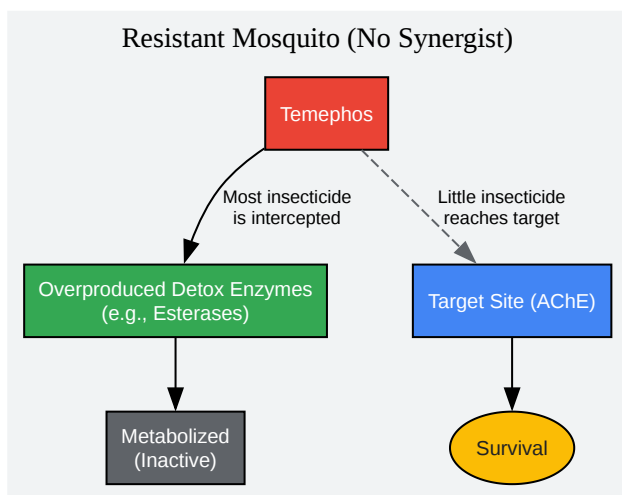 Resistant Mosquito (No Synergist)
Temephos
Most insecticide
is intercepted
Little insecticide
reaches target
Overproduced Detox Enzymes
(e.g., Esterases)
Target Site (AChE)
Metabolized
(Inactive)
Survival